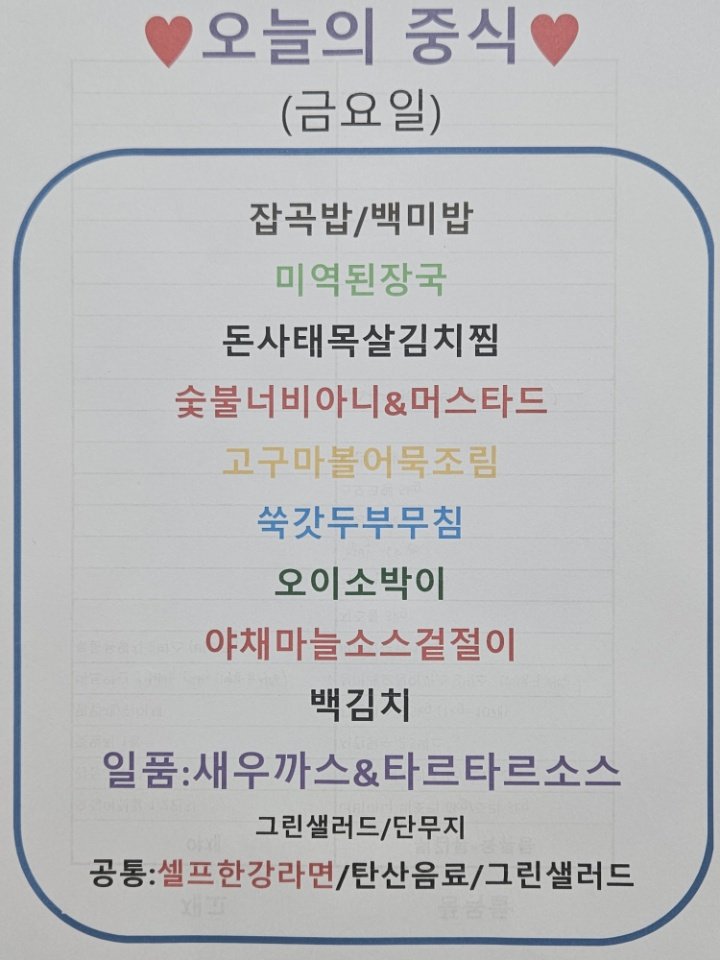 ♥오늘의 중식♥
(금요일)
잡곡밥/백미밥
미역된장국
돈사태목살김치찜
숯불너비아니&머스타드
고구마볼어묵조림
쑥갓두부무침
오이소박이
야채마늘소스겉절이
백김치
일품:새우까스&타르타르소스
그린샐러드/단무지
공통:셀프한강라면/탄산음료/그린샐러드